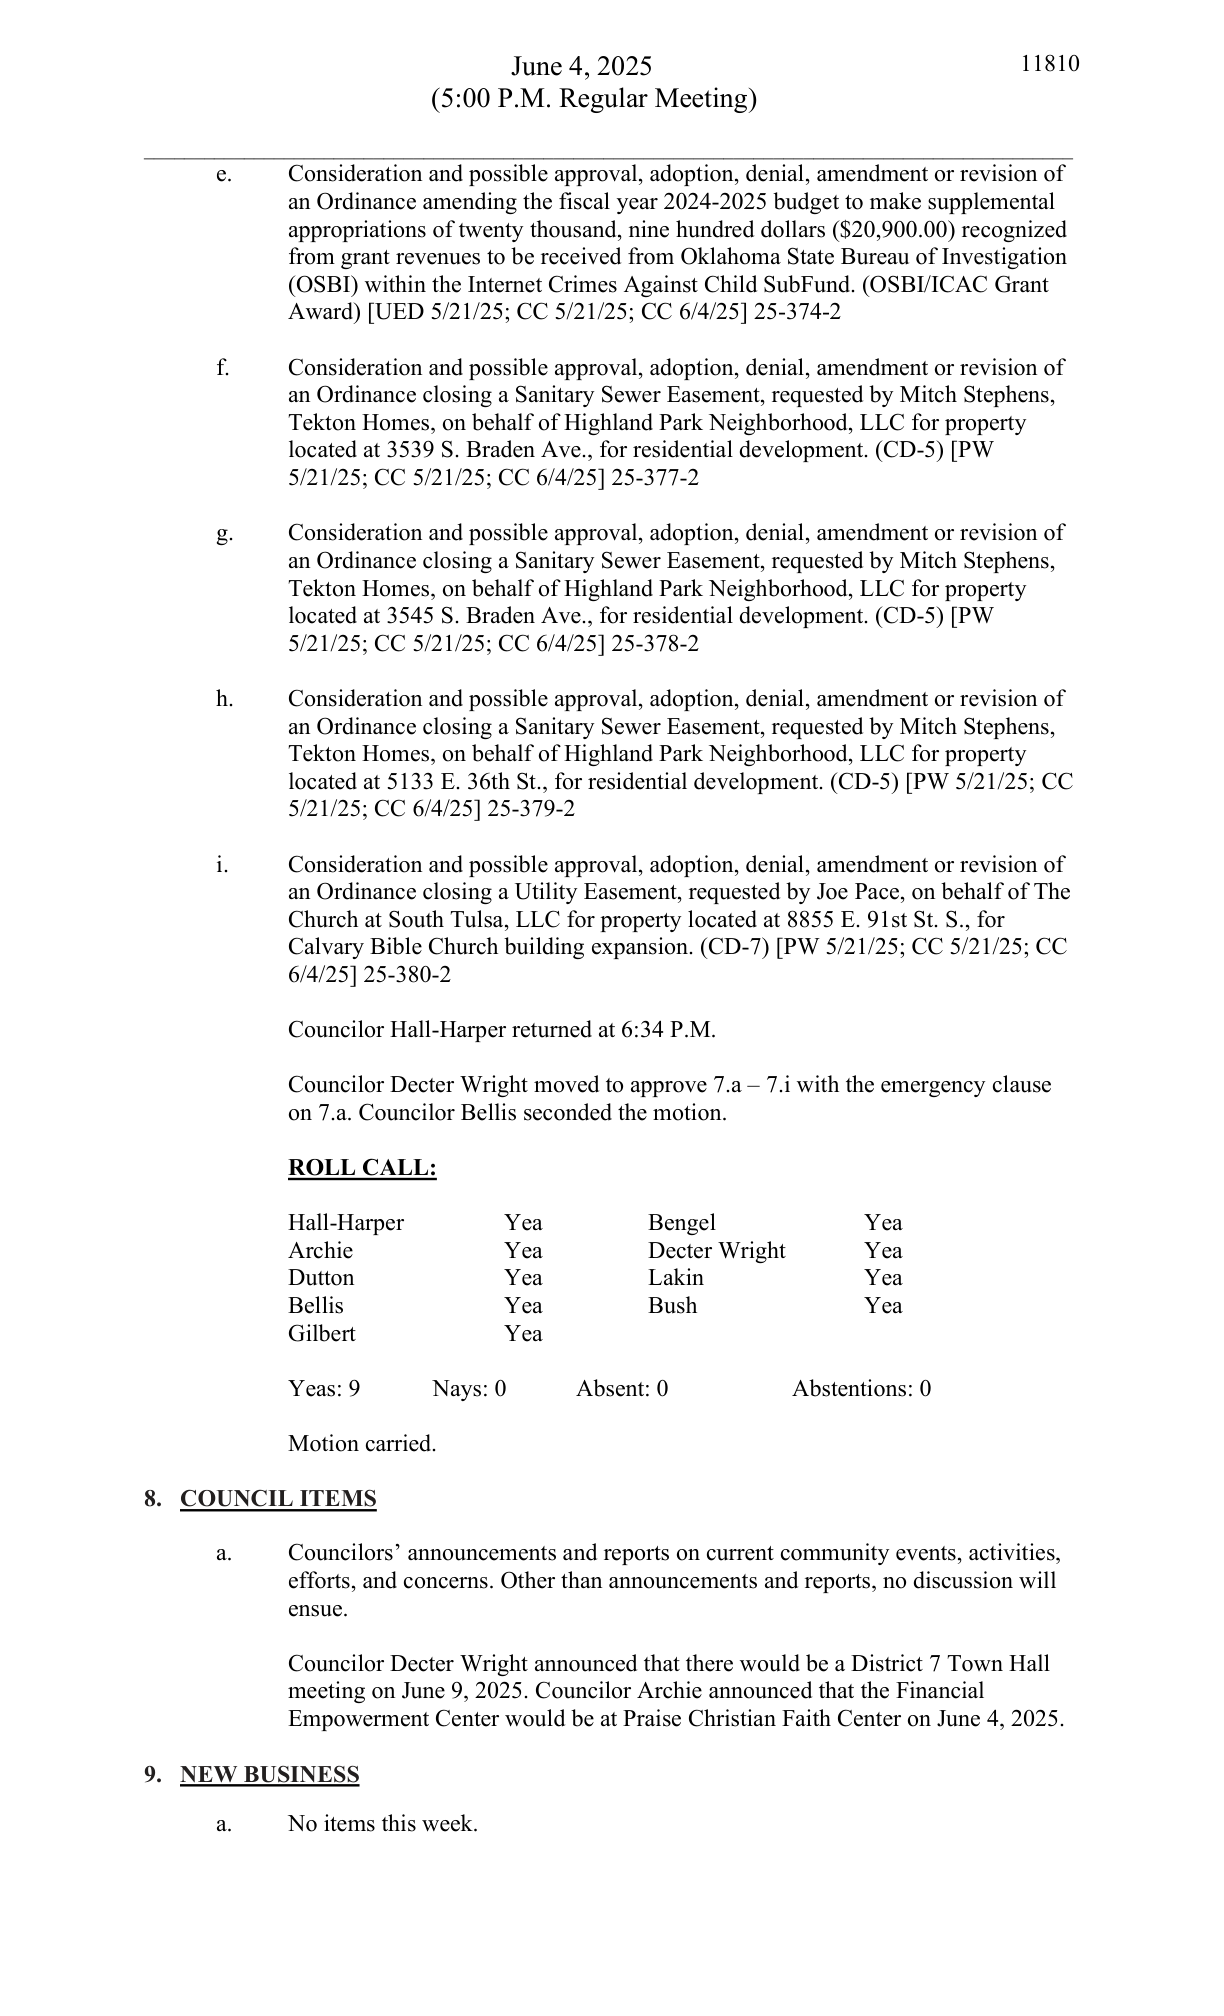 June 4, 2025
11810
(5:00 P.M. Regular Meeting)
e. Consideration and possible approval, adoption, denial, amendment or revision of
an Ordinance amending the fiscal year 2024-2025 budget to make supplemental
appropriations of twenty thousand, nine hundred dollars ($20,900.00) recognized
from grant revenues to be received from Oklahoma State Bureau of Investigation
(OSBI) within the Internet Crimes Against Child SubFund. (OSBI/ICAC Grant
Award) [UED 5/21/25; CC 5/21/25; CC 6/4/25] 25-374-2
f. Consideration and possible approval, adoption, denial, amendment or revision of
an Ordinance closing a Sanitary Sewer Easement, requested by Mitch Stephens,
Tekton Homes, on behalf of Highland Park Neighborhood, LLC for property
located at 3539 S. Braden Ave., for residential development. (CD-5) [PW
5/21/25; CC 5/21/25; CC 6/4/25] 25-377-2
g. Consideration and possible approval, adoption, denial, amendment or revision of
an Ordinance closing a Sanitary Sewer Easement, requested by Mitch Stephens,
Tekton Homes, on behalf of Highland Park Neighborhood, LLC for property
located at 3545 S. Braden Ave., for residential development. (CD-5) [PW
5/21/25; CC 5/21/25; CC 6/4/25] 25-378-2
h. Consideration and possible approval, adoption, denial, amendment or revision of
an Ordinance closing a Sanitary Sewer Easement, requested by Mitch Stephens,
Tekton Homes, on behalf of Highland Park Neighborhood, LLC for property
located at 5133 E. 36th St., for residential development. (CD-5) [PW 5/21/25; CC
5/21/25; CC 6/4/25] 25-379-2
i. Consideration and possible approval, adoption, denial, amendment or revision of
an Ordinance closing a Utility Easement, requested by Joe Pace, on behalf of The
Church at South Tulsa, LLC for property located at 8855 E. 91st St. S., for
Calvary Bible Church building expansion. (CD-7) [PW 5/21/25; CC 5/21/25; CC
6/4/25] 25-380-2
Councilor Hall-Harper returned at 6:34 P.M.
Councilor Decter Wright moved to approve 7.a – 7.i with the emergency clause
on 7.a. Councilor Bellis seconded the motion.
ROLL CALL:
Hall-Harper Yea Bengel Yea
Archie Yea Decter Wright Yea
Dutton Yea Lakin Yea
Bellis Yea Bush Yea
Gilbert Yea
Yeas: 9 Nays: 0 Absent: 0 Abstentions: 0
Motion carried.
8. COUNCIL ITEMS
a. Councilors’ announcements and reports on current community events, activities,
efforts, and concerns. Other than announcements and reports, no discussion will
ensue.
Councilor Decter Wright announced that there would be a District 7 Town Hall
meeting on June 9, 2025. Councilor Archie announced that the Financial
Empowerment Center would be at Praise Christian Faith Center on June 4, 2025.
9. NEW BUSINESS
a. No items this week.